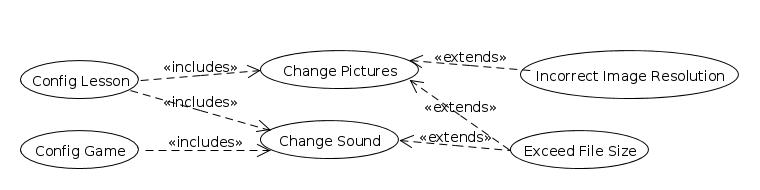 «includes»
«extends»
Config Lesson
Change Pictures
Incorrect Image Resolution
«includes»
«extends»
Config Game
«includes»
Change Sound
«extends»
Exceed File Size